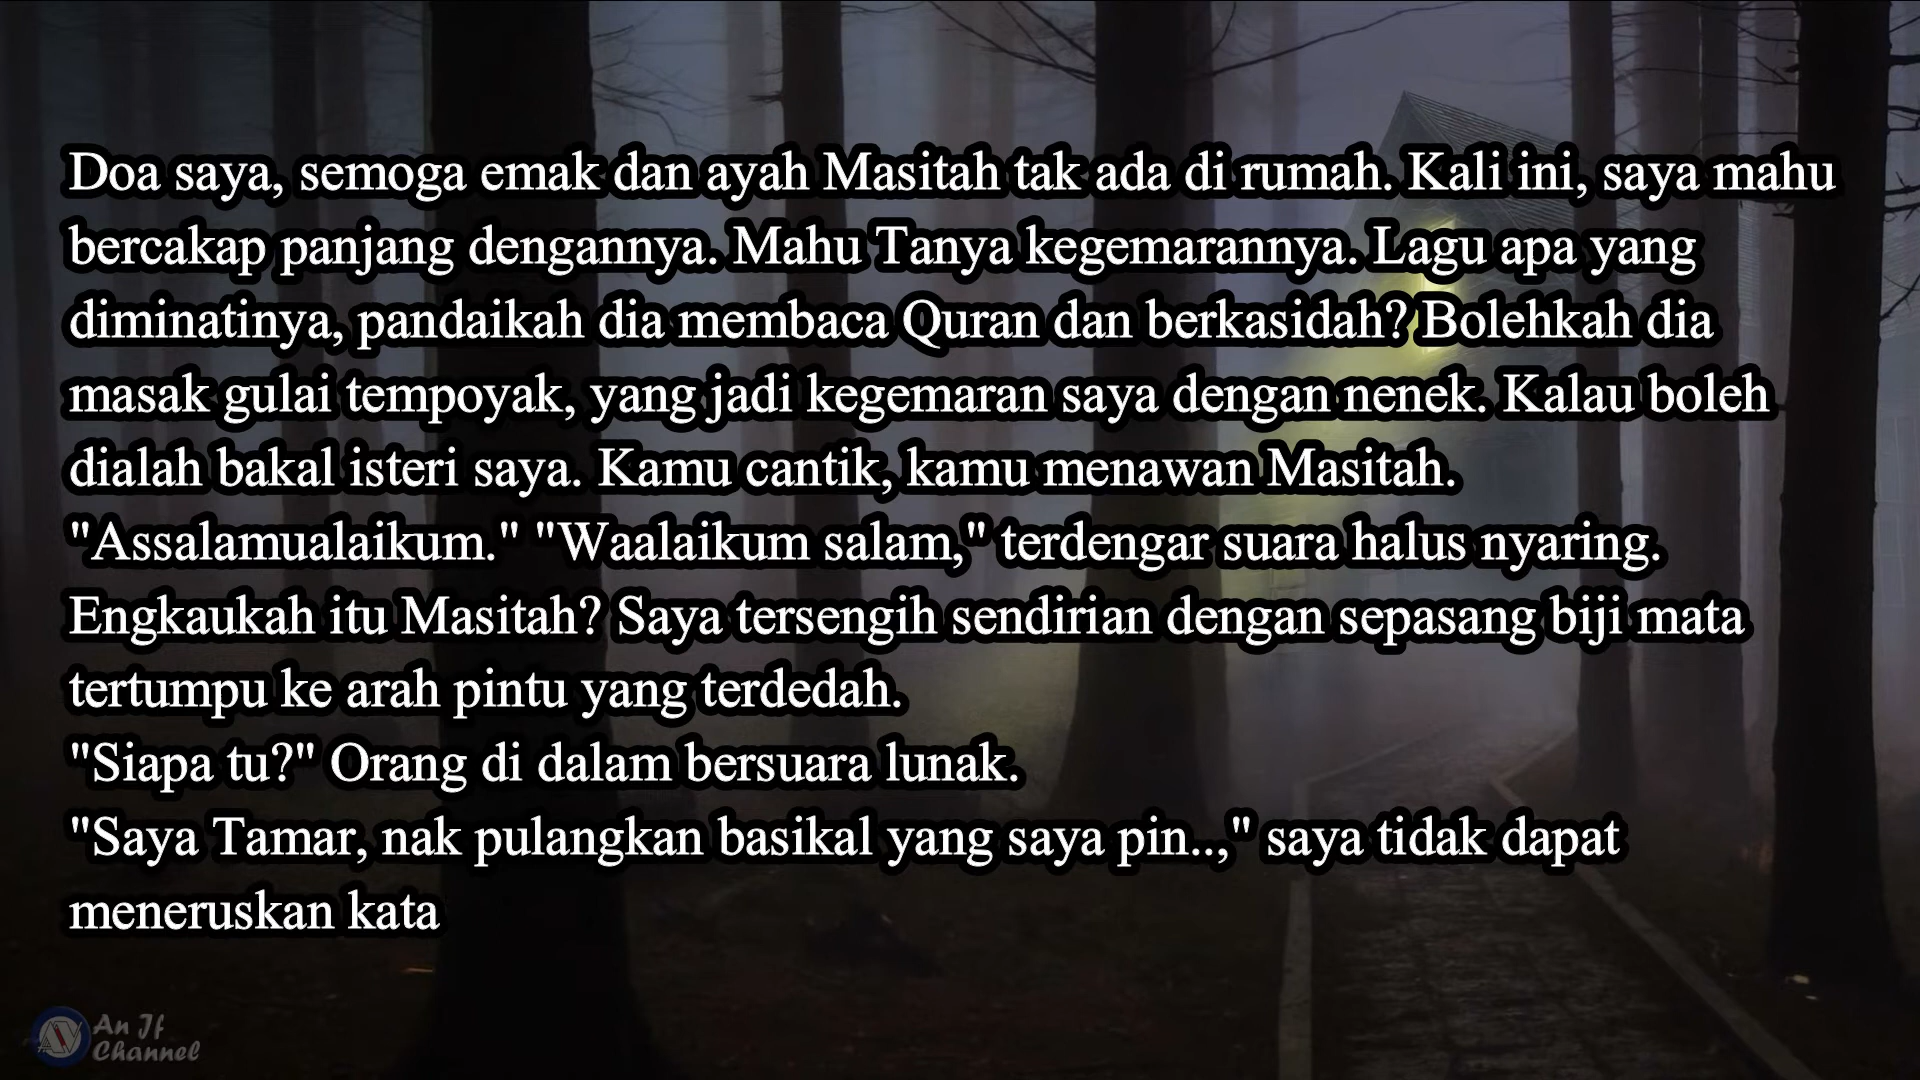 Doa saya, semoga emak dan ayah Masitah tak ada di rumah. Kali ini, saya mahu
bercakap panjang dengannya. Mahu Tanya kegemarannya. Lagu apa yang
diminatinya, pandaikah dia membaca Quran dan berkasidah? Bolehkah dia
masak gulai tempoyak, yang jadi kegemaran saya dengan nenek. Kalau boleh
dialah bakal isteri saya. Kamu cantik, kamu menawan Masitah.
"Assalamualaikum." "Waalaikum salam," terdengar suara halus nyaring.
Engkaukah itu Masitah? Saya tersengih sendirian dengan sepasang biji mata
tertumpu ke arah pintu yang terdedah.
"Siapa tu?" Orang di dalam bersuara lunak.
"Saya Tamar, nak pulangkan basikal yang saya pin..," saya tidak dapat
meneruskan kata
An If
Channel